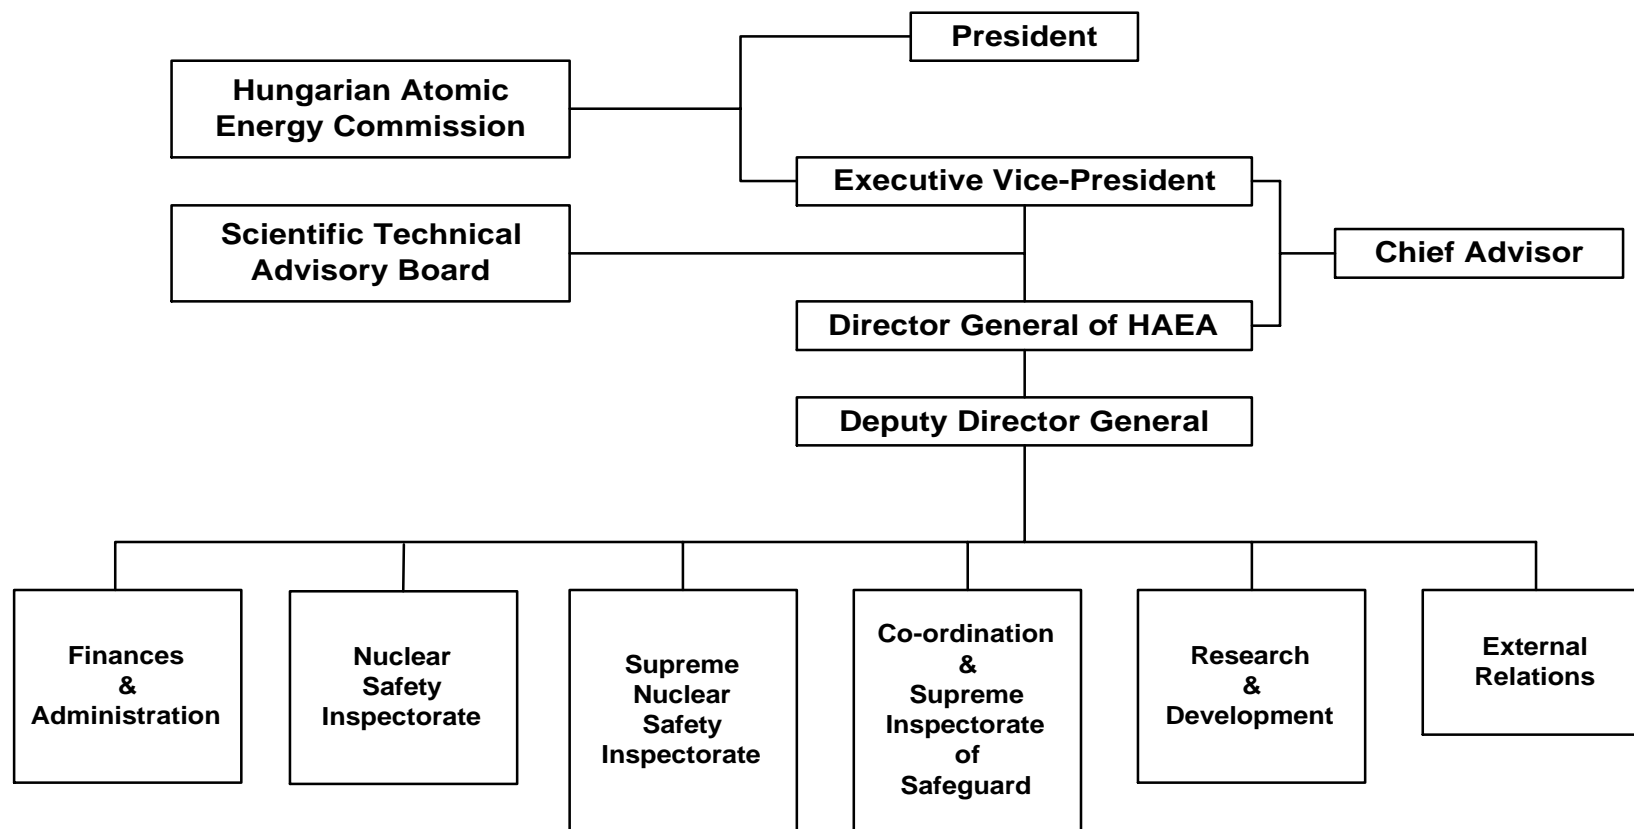 President
Hungarian Atomic
Energy Commission
Executive Vice-President
Scientific Technical
Advisory Board
Chief Advisor
Director General of HAEA
Deputy Director General
Finances
&
Administration
Nuclear
Safety
Inspectorate
Supreme
Nuclear
Safety
Inspectorate
Co-ordination
&
Supreme
Inspectorate
of
Safeguard
Research
&
Development
External
Relations